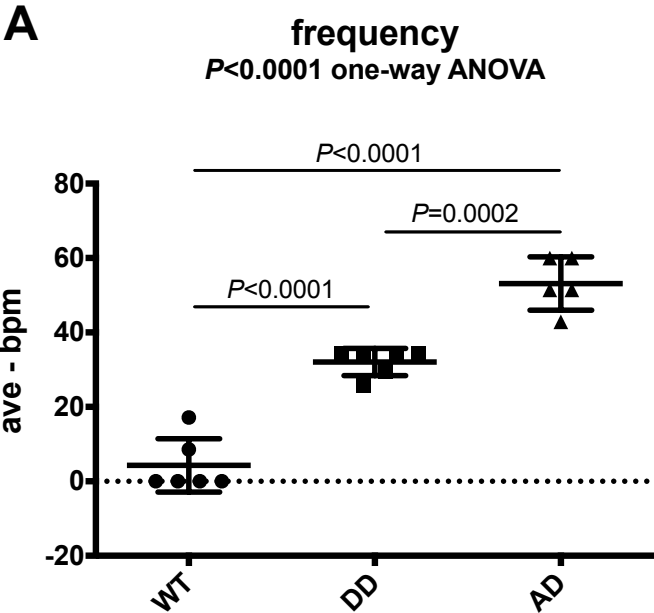 A
frequency
P<0.0001 one-way ANOVA
P<0.0001
P=0.0002
P<0.0001
80
60
40
20
0
-20
ave - bpm
WT
DD
AD